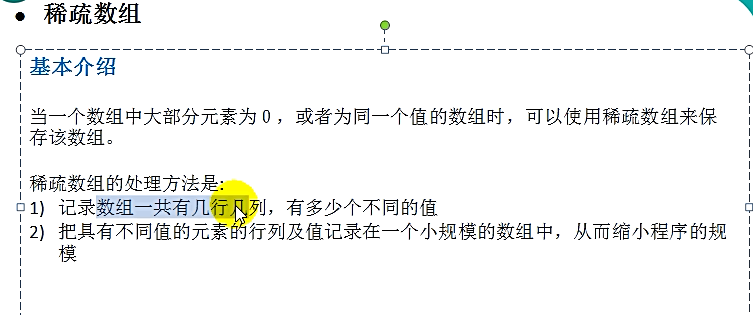 ● 稀疏数组
基本介绍
当一个数组中大部分元素为0，或者为同一个值的数组时，可以使用稀疏数组来保
存该数组。
稀疏数组的处理方法是:
1) 记录数组一共有几行几列，有多少个不同的值
2) 把具有不同值的元素的行列及值记录在一个小规模的数组中，从而缩小程序的规
模